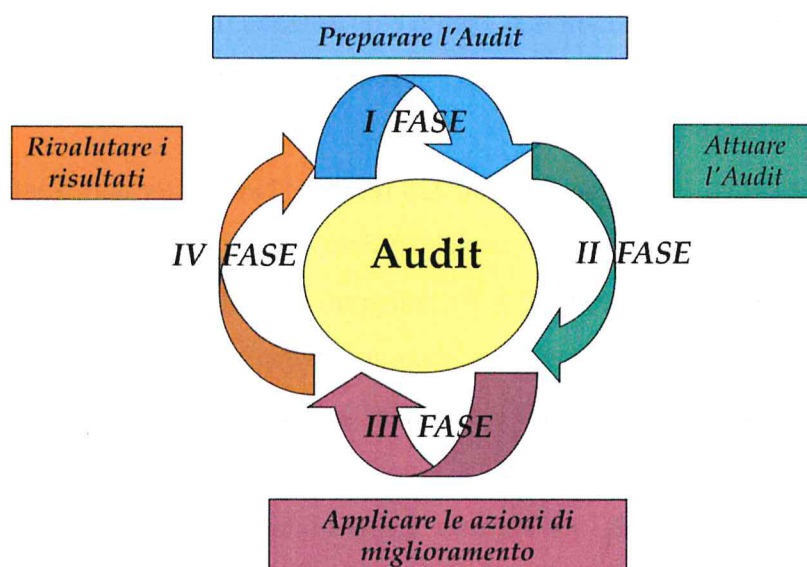 Preparare l'Audit
I FASE
Rivalutare i
risultati
Attuare
l'Audit
IV FASE
Audit
II FASE
III FASE
Applicare le azioni di
miglioramento